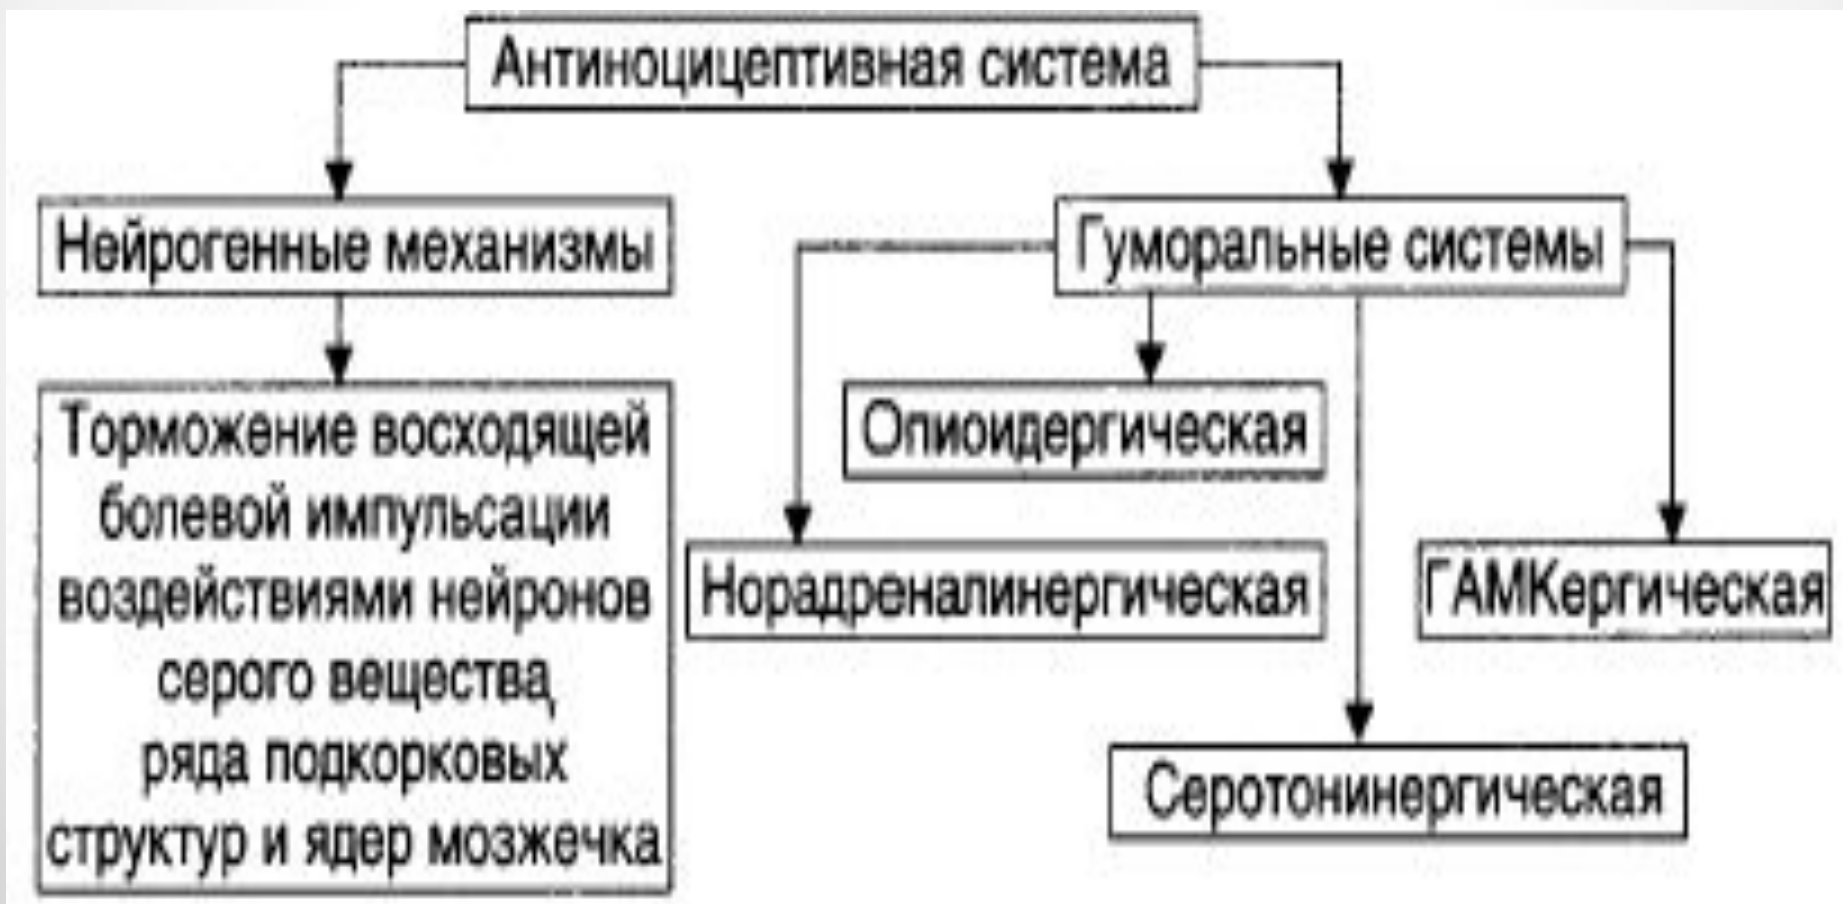 Антиноцицептивная система
Нейрогенные механизмы
Гуморальные системы
Торможение восходящей
болевой импульсации
воздействиями нейронов
серого вещества,
ряда подкорковых
структур и ядер мозжечка
Опиоидергическая
Норадреналинергическая
ГАМКергическая
Серотонинергическая